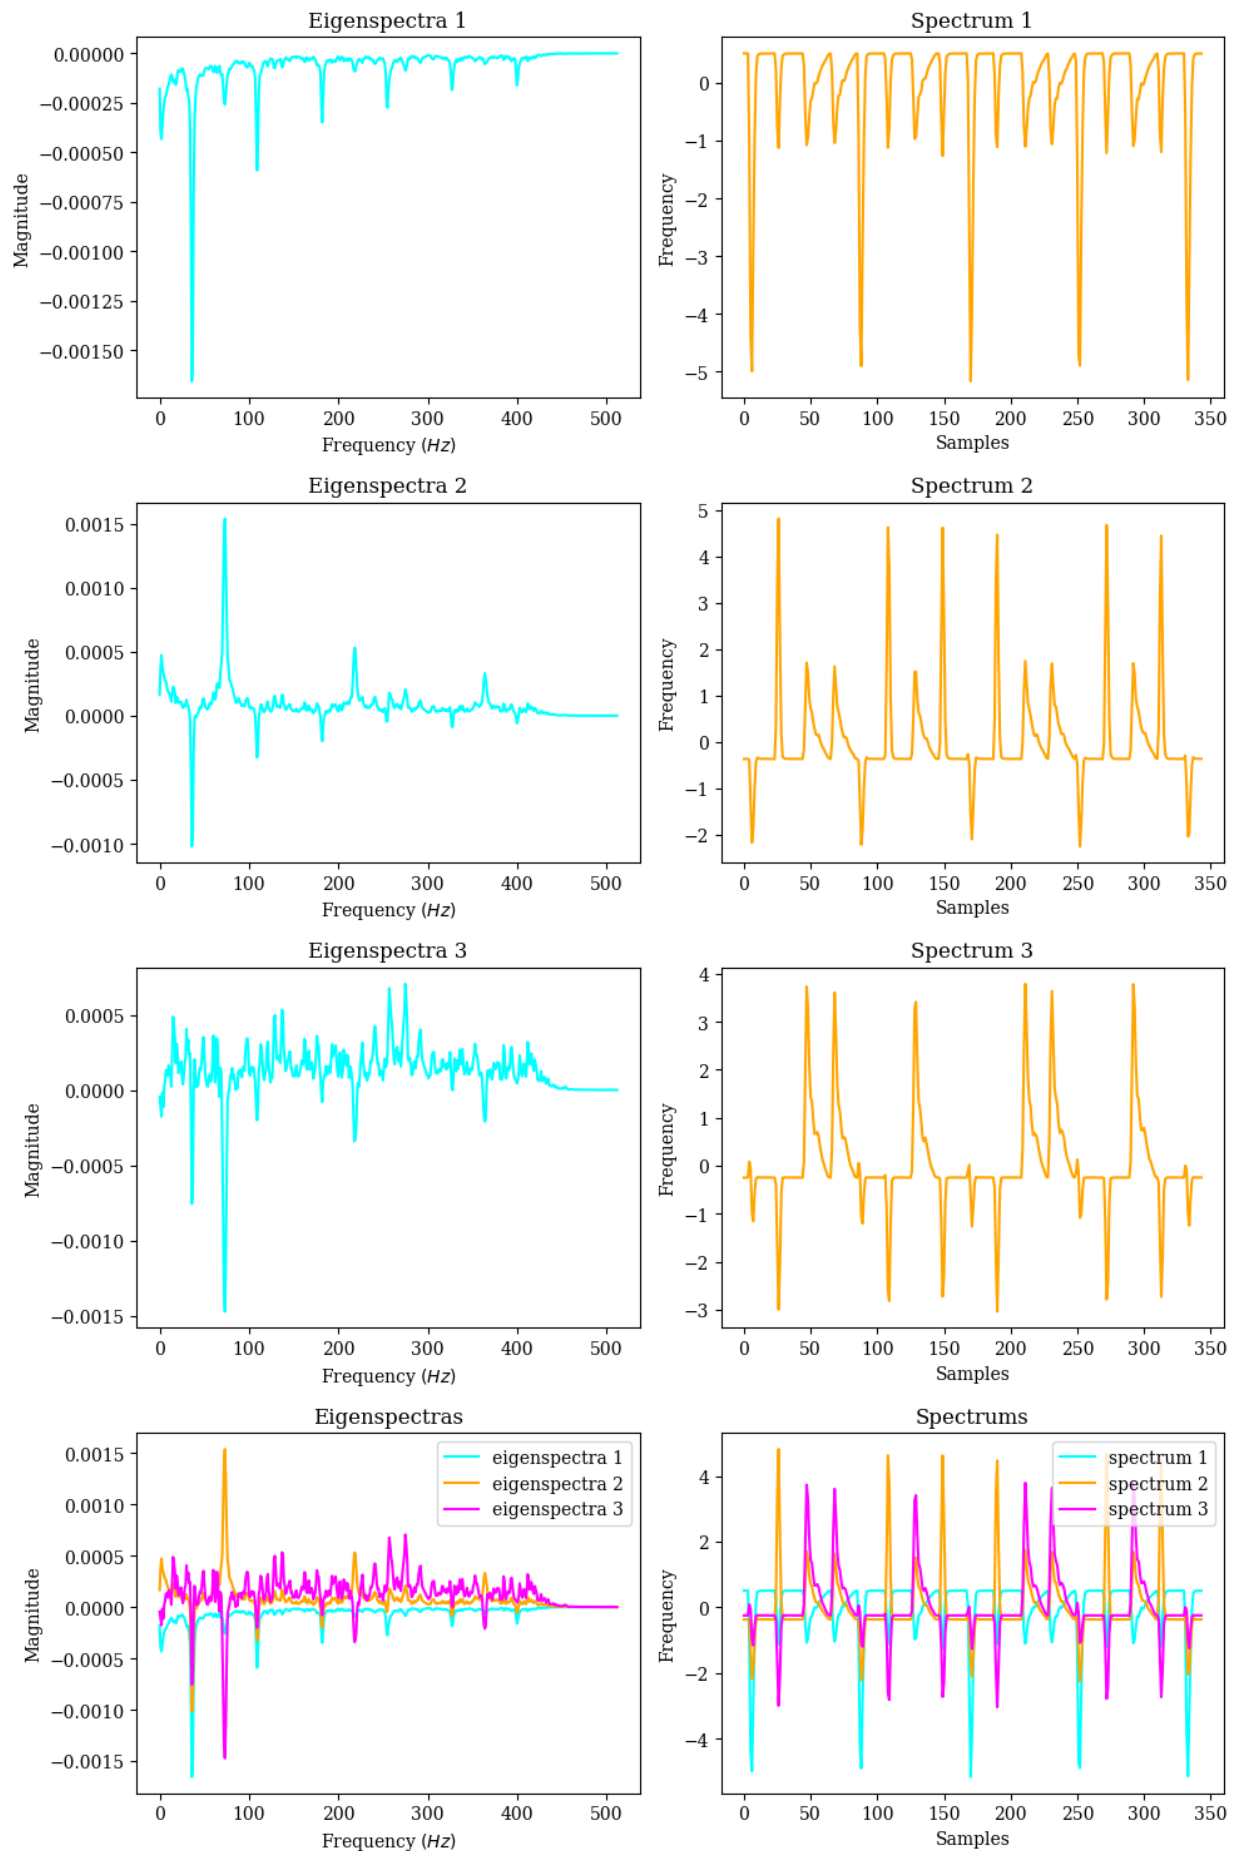 Eigenspectra 1
Magnitude
0.00000
−0.00025
−0.00050
−0.00075
−0.00100
−0.00125
−0.00150
0 100 200 300 400 500
Frequency (Hz)
Spectrum 1
Frequency
0
−1
−2
−3
−4
−5
0 50 100 150 200 250 300 350
Samples
Eigenspectra 2
Magnitude
0.0015
0.0010
0.0005
0.0000
−0.0005
−0.0010
0 100 200 300 400 500
Frequency (Hz)
Spectrum 2
Frequency
5
4
3
2
1
0
−1
−2
0 50 100 150 200 250 300 350
Samples
Eigenspectra 3
Magnitude
0.0005
0.0000
−0.0005
−0.0010
−0.0015
0 100 200 300 400 500
Frequency (Hz)
Spectrum 3
Frequency
4
3
2
1
0
−1
−2
−3
0 50 100 150 200 250 300 350
Samples
Eigenspectras
Magnitude
0.0015
0.0010
0.0005
0.0000
−0.0005
−0.0010
−0.0015
eigenspectra 1
eigenspectra 2
eigenspectra 3
0 100 200 300 400 500
Frequency (Hz)
Spectrums
Frequency
4
2
0
−2
−4
spectrum 1
spectrum 2
spectrum 3
0 50 100 150 200 250 300 350
Samples